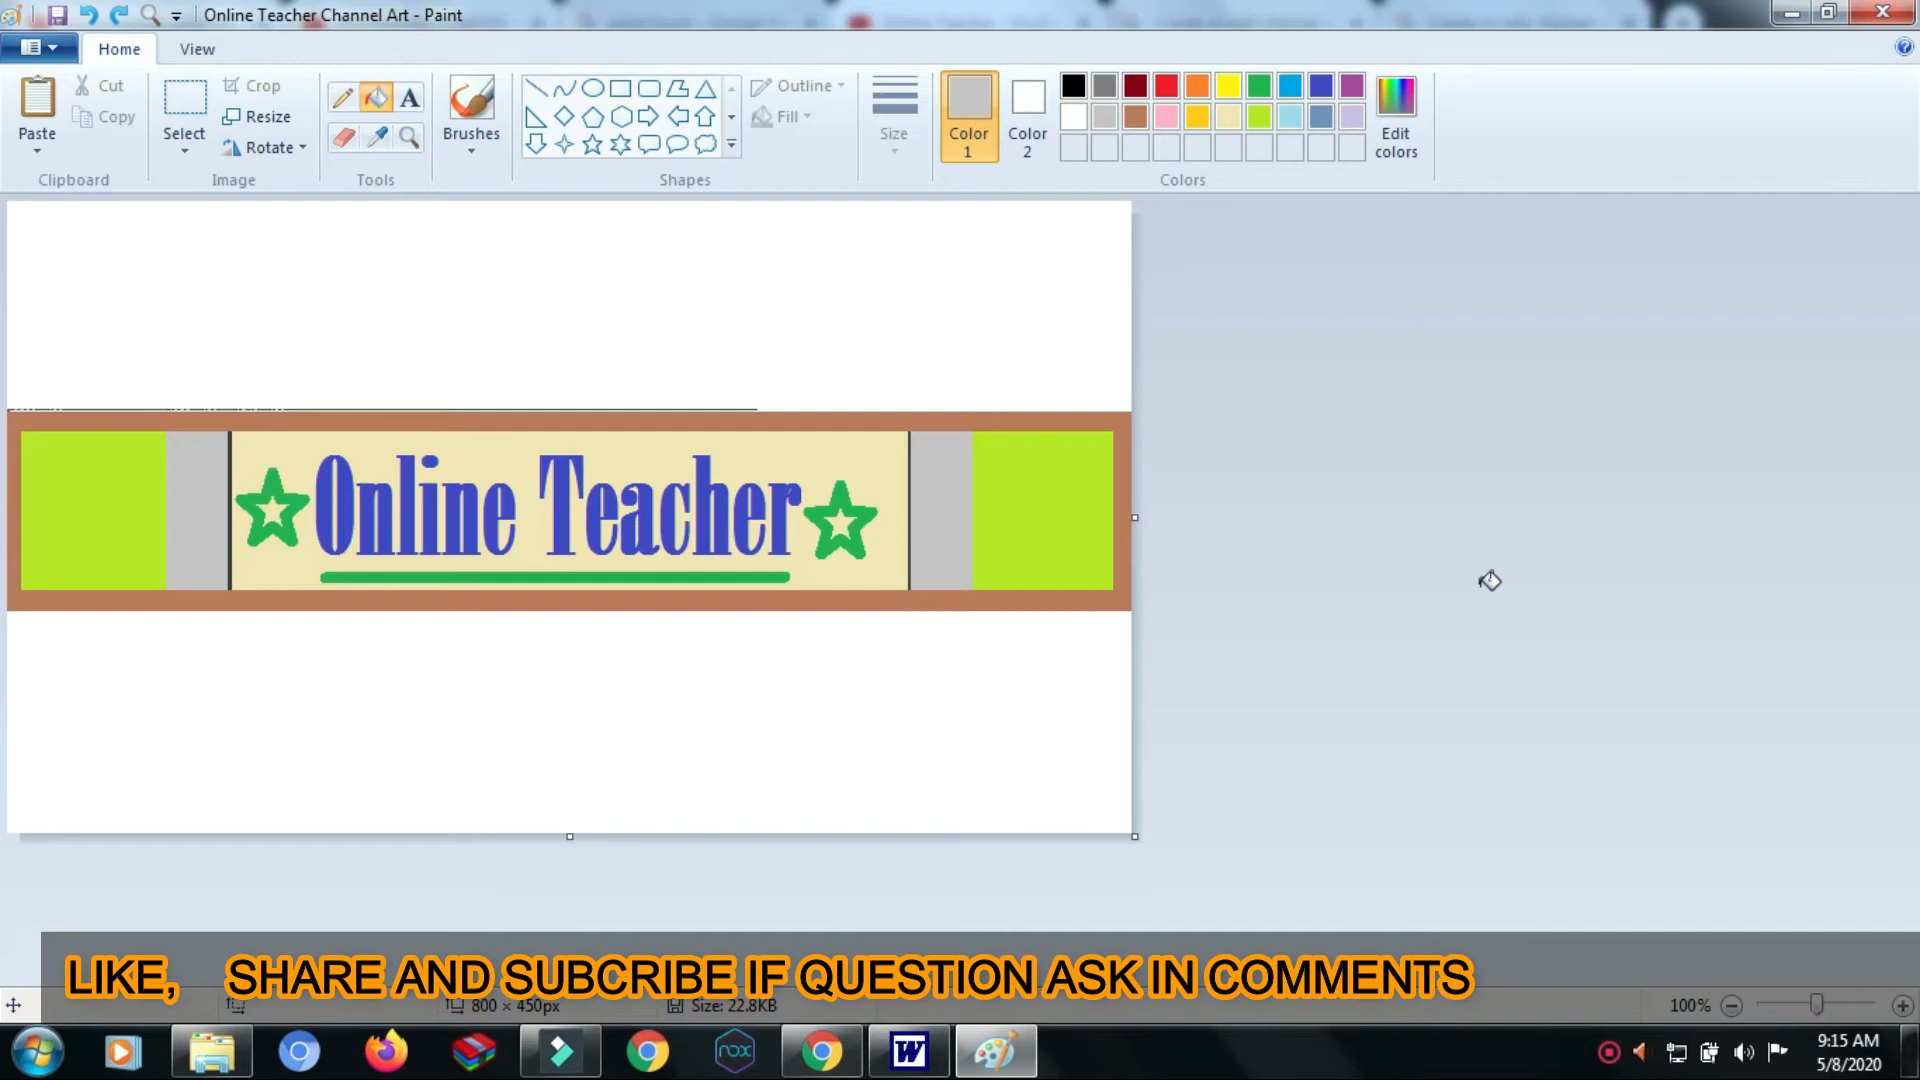 Online Teacher Channel Art - Paint
Home View
Paste
Cut
Copy
Clipboard
Select
Crop
Resize
Rotate
Image
A
Tools
Brushes
Shapes
Outline
Fill
Size
Color 1
Color 2
Edit colors
Colors
Online Teacher
LIKE, SHARE AND SUBCRIBE IF QUESTION ASK IN COMMENTS
800 × 450px
Size: 22.8KB
100%
nox
W
9:15 AM
5/8/2020